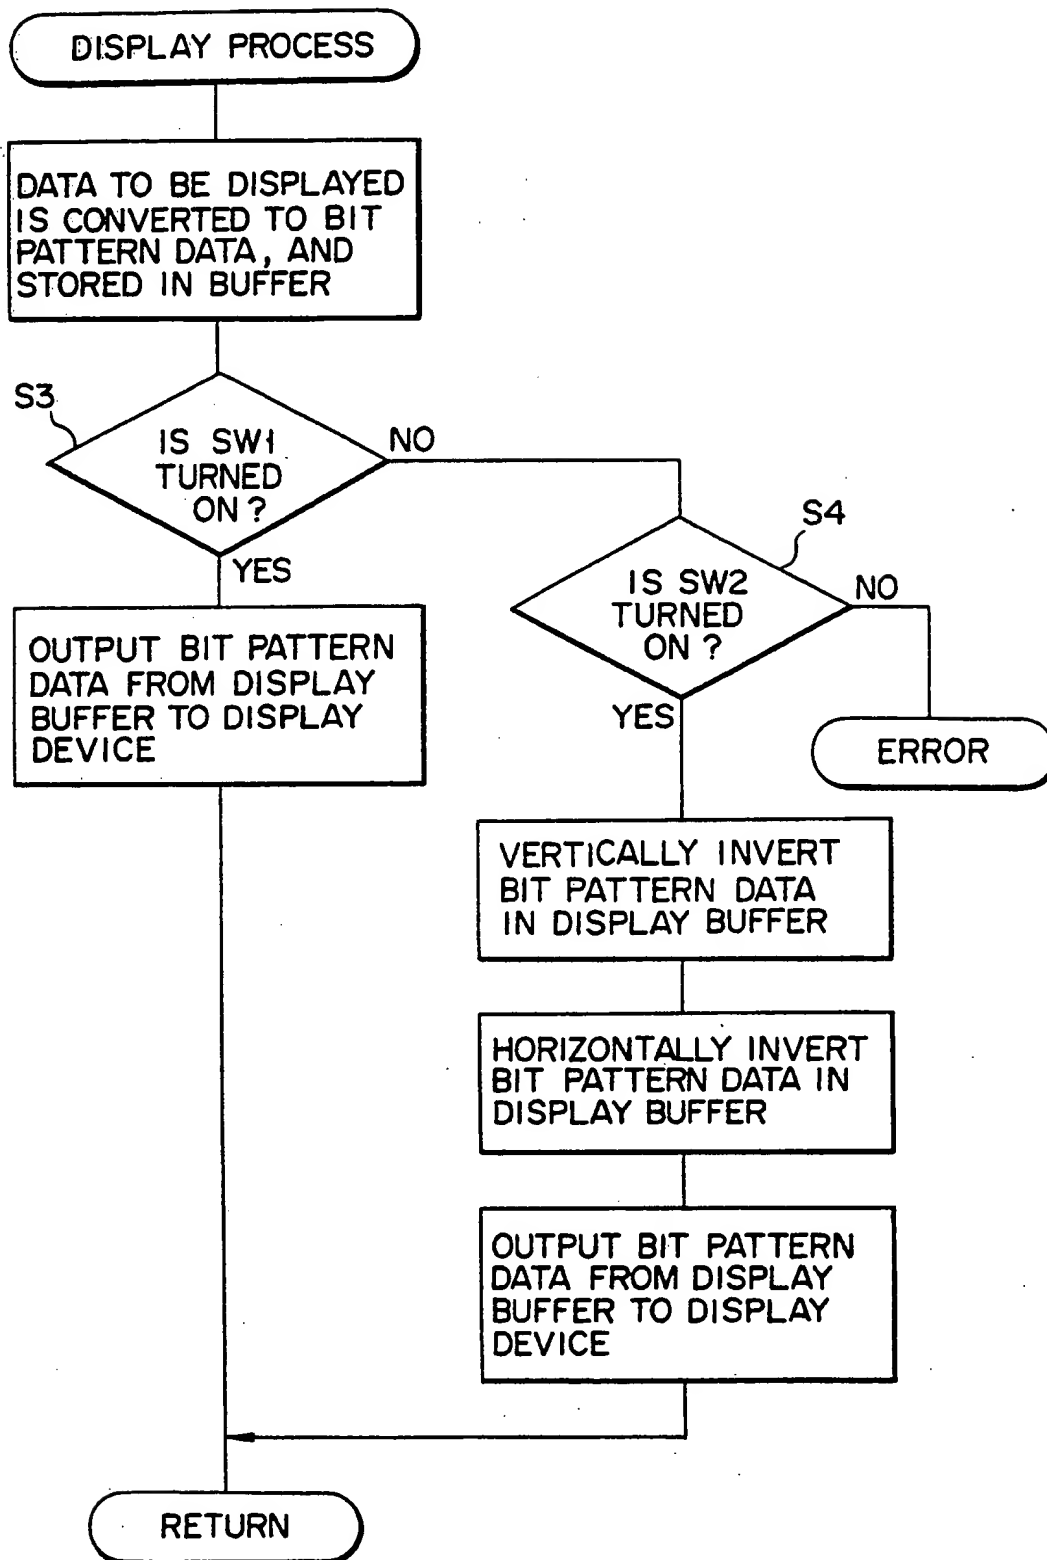 DISPLAY PROCESS
DATA TO BE DISPLAYED
IS CONVERTED TO BIT
PATTERN DATA, AND
STORED IN BUFFER
S3
IS SW1
TURNED
ON?
NO
YES
S4
IS SW2
TURNED
ON?
NO
YES
ERROR
OUTPUT BIT PATTERN
DATA FROM DISPLAY
BUFFER TO DISPLAY
DEVICE
VERTICALLY INVERT
BIT PATTERN DATA
IN DISPLAY BUFFER
HORIZONTALLY INVERT
BIT PATTERN DATA IN
DISPLAY BUFFER
OUTPUT BIT PATTERN
DATA FROM DISPLAY
BUFFER TO DISPLAY
DEVICE
RETURN